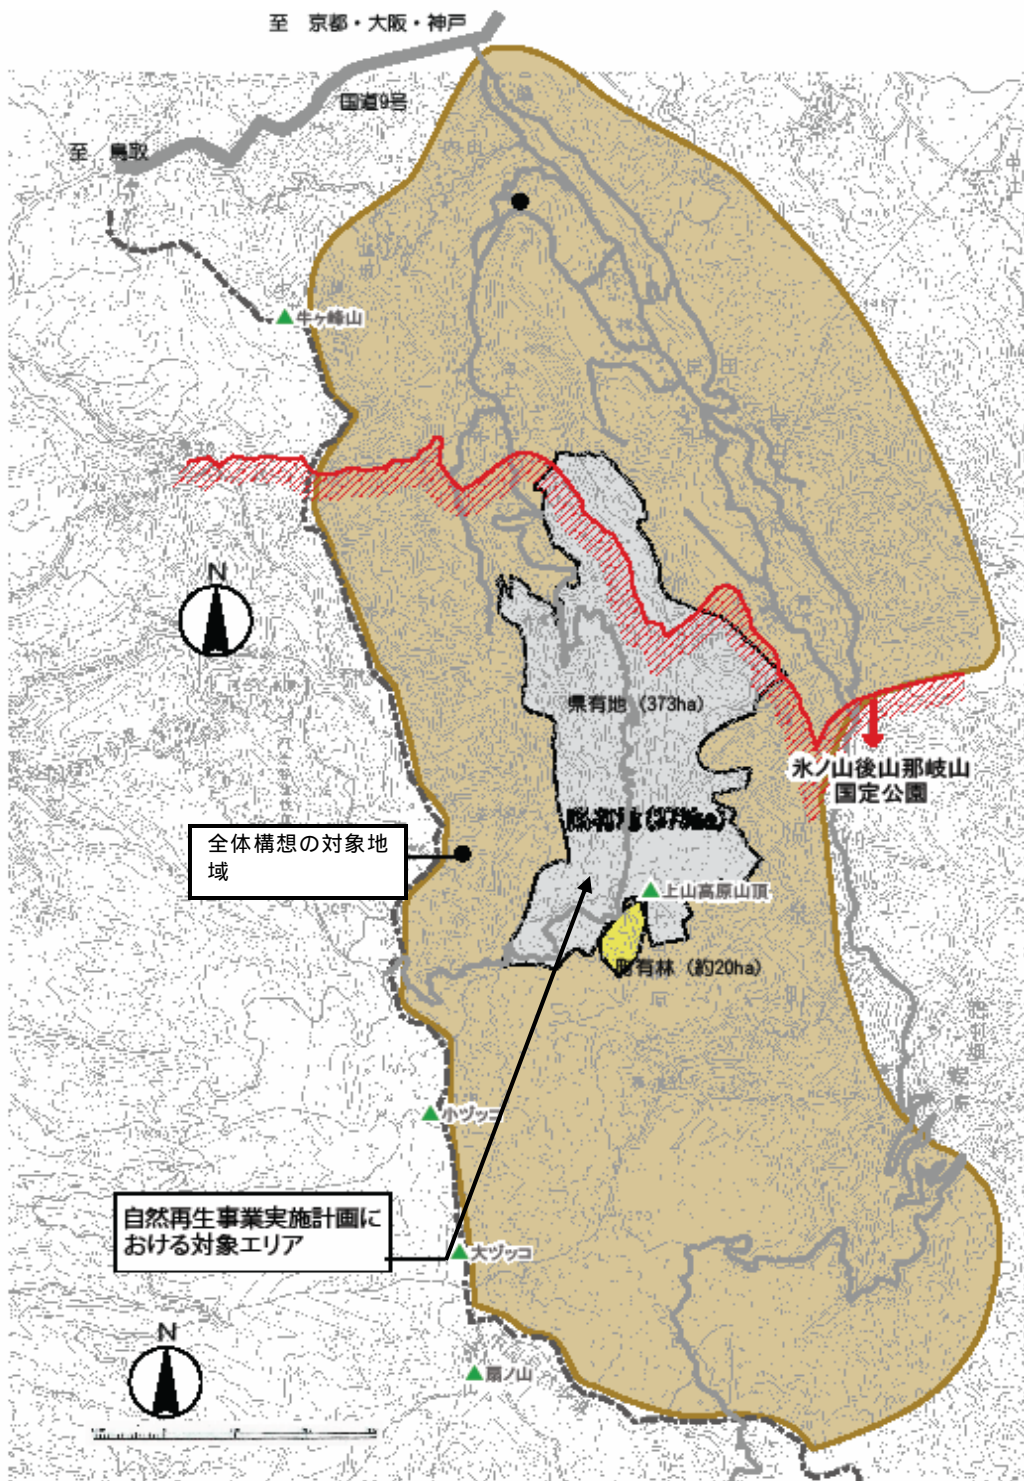 至 京都・大阪・神戸
国道9号
至 鳥取
牛ヶ峰山
N
県有地 (373ha)
氷ノ山後山那岐山
国定公園
全体構想の対象地
域
上山高原山頂
町有林 (約20ha)
小ヅッコ
自然再生事業実施計画に
おける対象エリア
大ヅッコ
N
扇ノ山